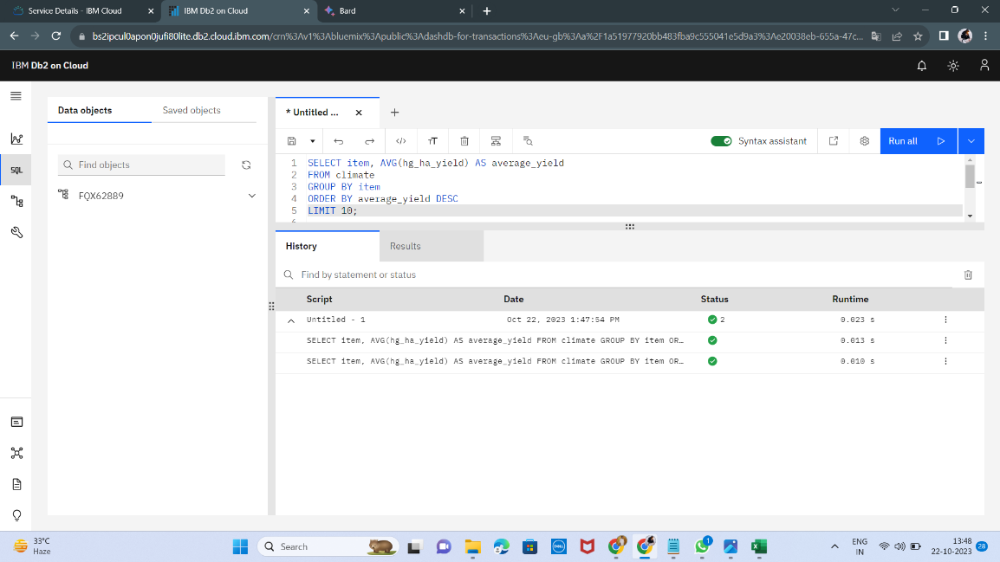 Service Details - IBM Cloud
IBM Db2 on Cloud
Bard
bs2ipcul0apon0jufi80lite.db2.cloud.ibm.com/crn%3Av1%3Abluemix%3Apublic%3Adashdb-for-transactions%3Aeu-gb%3Aa%2F1a51977920bb483fba9c555041e5d9a3%3Ae20038eb-655a-47c...
IBM Db2 on Cloud
Data objects
Saved objects
* Untitled ...
Syntax assistant
Run all
SQL
Find objects
FQX62889
1 SELECT item, AVG(hg_ha_yield) AS average_yield
2 FROM climate
3 GROUP BY item
4 ORDER BY average_yield DESC
5 LIMIT 10;
6
History
Results
Find by statement or status
Script Date Status Runtime
Untitled - 1 Oct 22, 2023 1:47:54 PM 2 0.023 s
SELECT item, AVG(hg_ha_yield) AS average_yield FROM climate GROUP BY item OR... 0.013 s
SELECT item, AVG(hg_ha_yield) AS average_yield FROM climate GROUP BY item OR... 0.010 s
33°C
Haze
Search
DELL
1
ENG
IN
13:48
22-10-2023
28